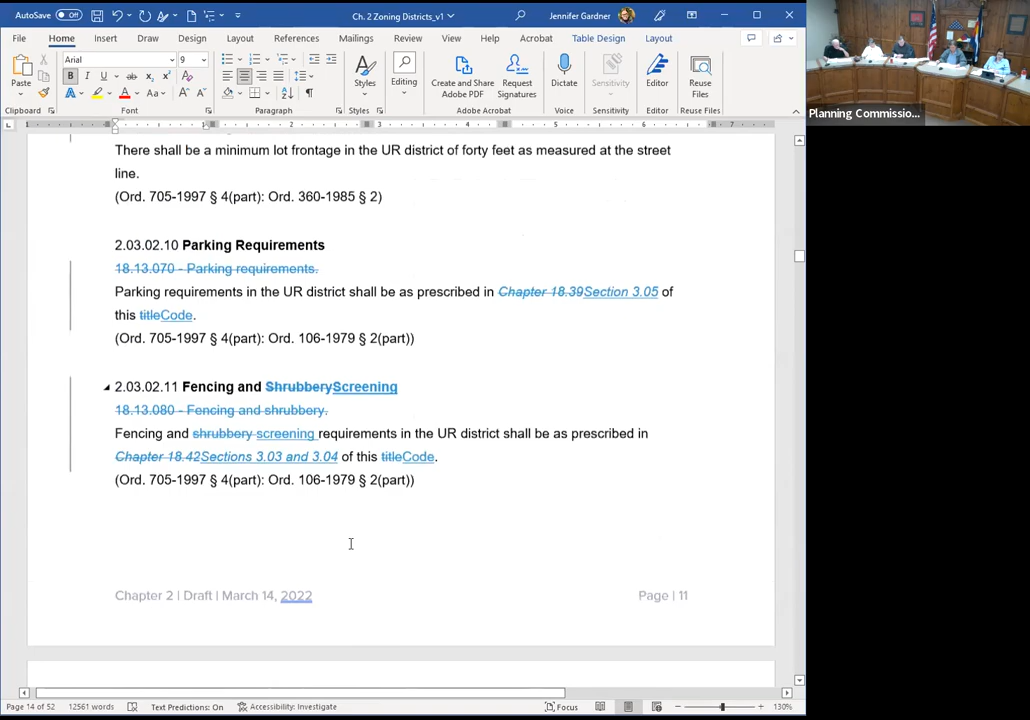 AutoSave Off Ch. 2 Zoning Districts_v1 Jennifer Gardner
File Home Insert Draw Design Layout References Mailings Review View Help Acrobat Table Design Layout
Paste Arial 9 Styles Editing Create and Share Adobe PDF Request Signatures Dictate Sensitivity Editor Reuse Files
Clipboard Font Paragraph Styles Adobe Acrobat Voice Sensitivity Editor Reuse Files
Planning Commissio...
There shall be a minimum lot frontage in the UR district of forty feet as measured at the street
line.
(Ord. 705-1997 § 4(part): Ord. 360-1985 § 2)
2.03.02.10 Parking Requirements
18.13.070 - Parking requirements.
Parking requirements in the UR district shall be as prescribed in Chapter 18.39Section 3.05 of
this titleCode.
(Ord. 705-1997 § 4(part): Ord. 106-1979 § 2(part))
2.03.02.11 Fencing and ShrubberyScreening
18.13.080 - Fencing and shrubbery.
Fencing and shrubbery screening requirements in the UR district shall be as prescribed in
Chapter 18.42Sections 3.03 and 3.04 of this titleCode.
(Ord. 705-1997 § 4(part): Ord. 106-1979 § 2(part))
Chapter 2 | Draft | March 14, 2022 Page | 11
Page 14 of 52 12561 words Text Predictions: On Accessibility: Investigate Focus 130%